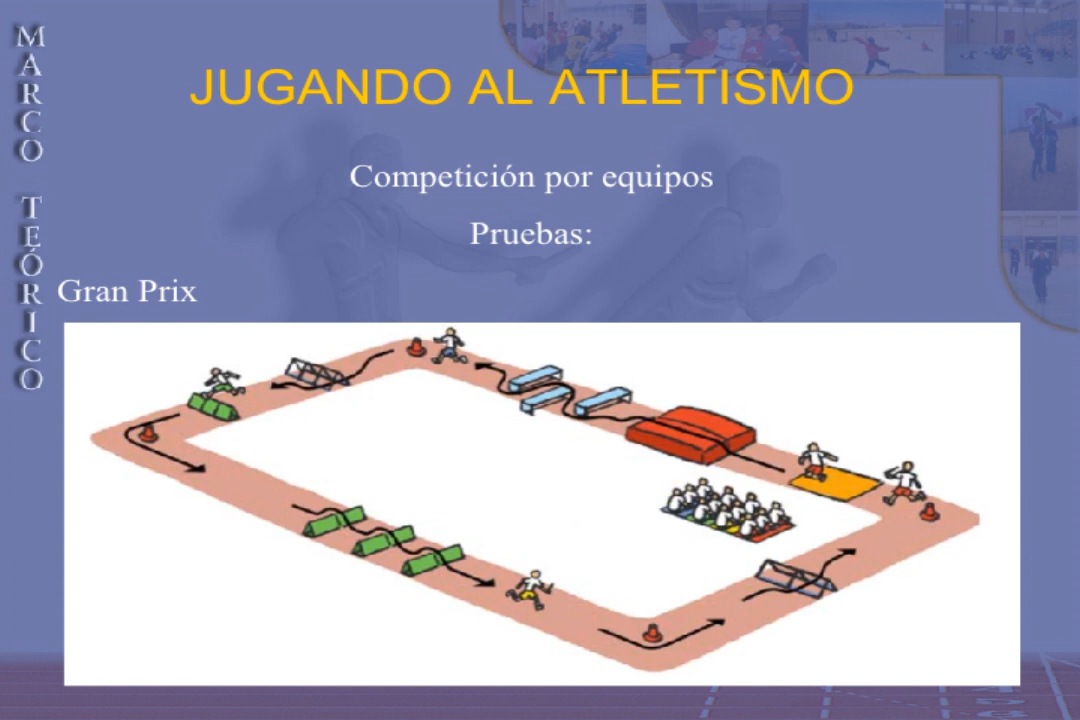 MARCO TEÓRICO
JUGANDO AL ATLETISMO
Competición por equipos
Pruebas:
Gran Prix